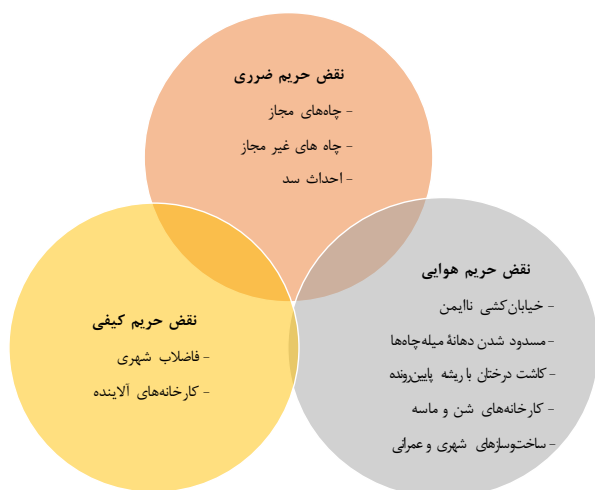 نقض حریم ضرری
- چاه‌های مجاز
- چاه های غیر مجاز
- احداث سد
نقض حریم هوایی
- خیابان‌کشی ناایمن
- مسدود شدن دهانهٔ میله‌چاه‌ها
- کاشت درختان با ریشه پایین‌رونده
- کارخانه‌های شن و ماسه
- ساخت‌وسازهای شهری و عمرانی
نقض حریم کیفی
- فاضلاب شهری
- کارخانه‌های آلاینده